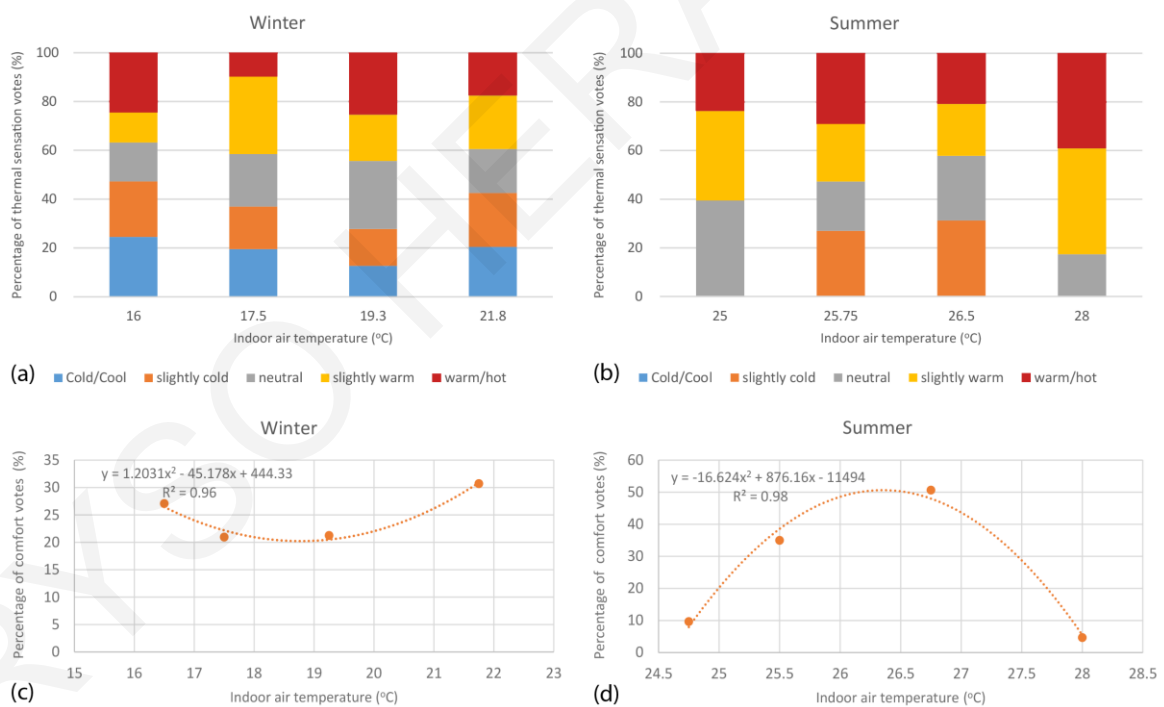 Winter
Percentage of thermal sensation votes (%)
100
80
60
40
20
0
16 17.5 19.3 21.8
Indoor air temperature (°C)
(a)
Cold/Cool slightly cold neutral slightly warm warm/hot
Summer
Percentage of thermal sensation votes (%)
100
80
60
40
20
0
25 25.75 26.5 28
Indoor air temperature (°C)
(b)
Cold/Cool slightly cold neutral slightly warm warm/hot
Winter
Percentage of comfort votes (%)
y = 1.2031x² - 45.178x + 444.33
R² = 0.96
35
30
25
20
15
10
5
0
15 16 17 18 19 20 21 22 23
Indoor air temperature (°C)
(c)
Summer
Percentage of comfort votes (%)
y = -16.624x² + 876.16x - 11494
R² = 0.98
60
50
40
30
20
10
0
24.5 25 25.5 26 26.5 27 27.5 28 28.5
Indoor air temperature (°C)
(d)
RYSO HERA